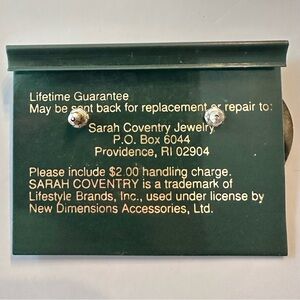 Lifetime Guarantee
May be sent back for replacement or repair to:
Sarah Coventry Jewelry
P.O. Box 6044
Providence, RI 02904
Please include $2.00 handling charge.
SARAH COVENTRY is a trademark of
Lifestyle Brands, Inc., used under license by
New Dimensions Accessories, Ltd.